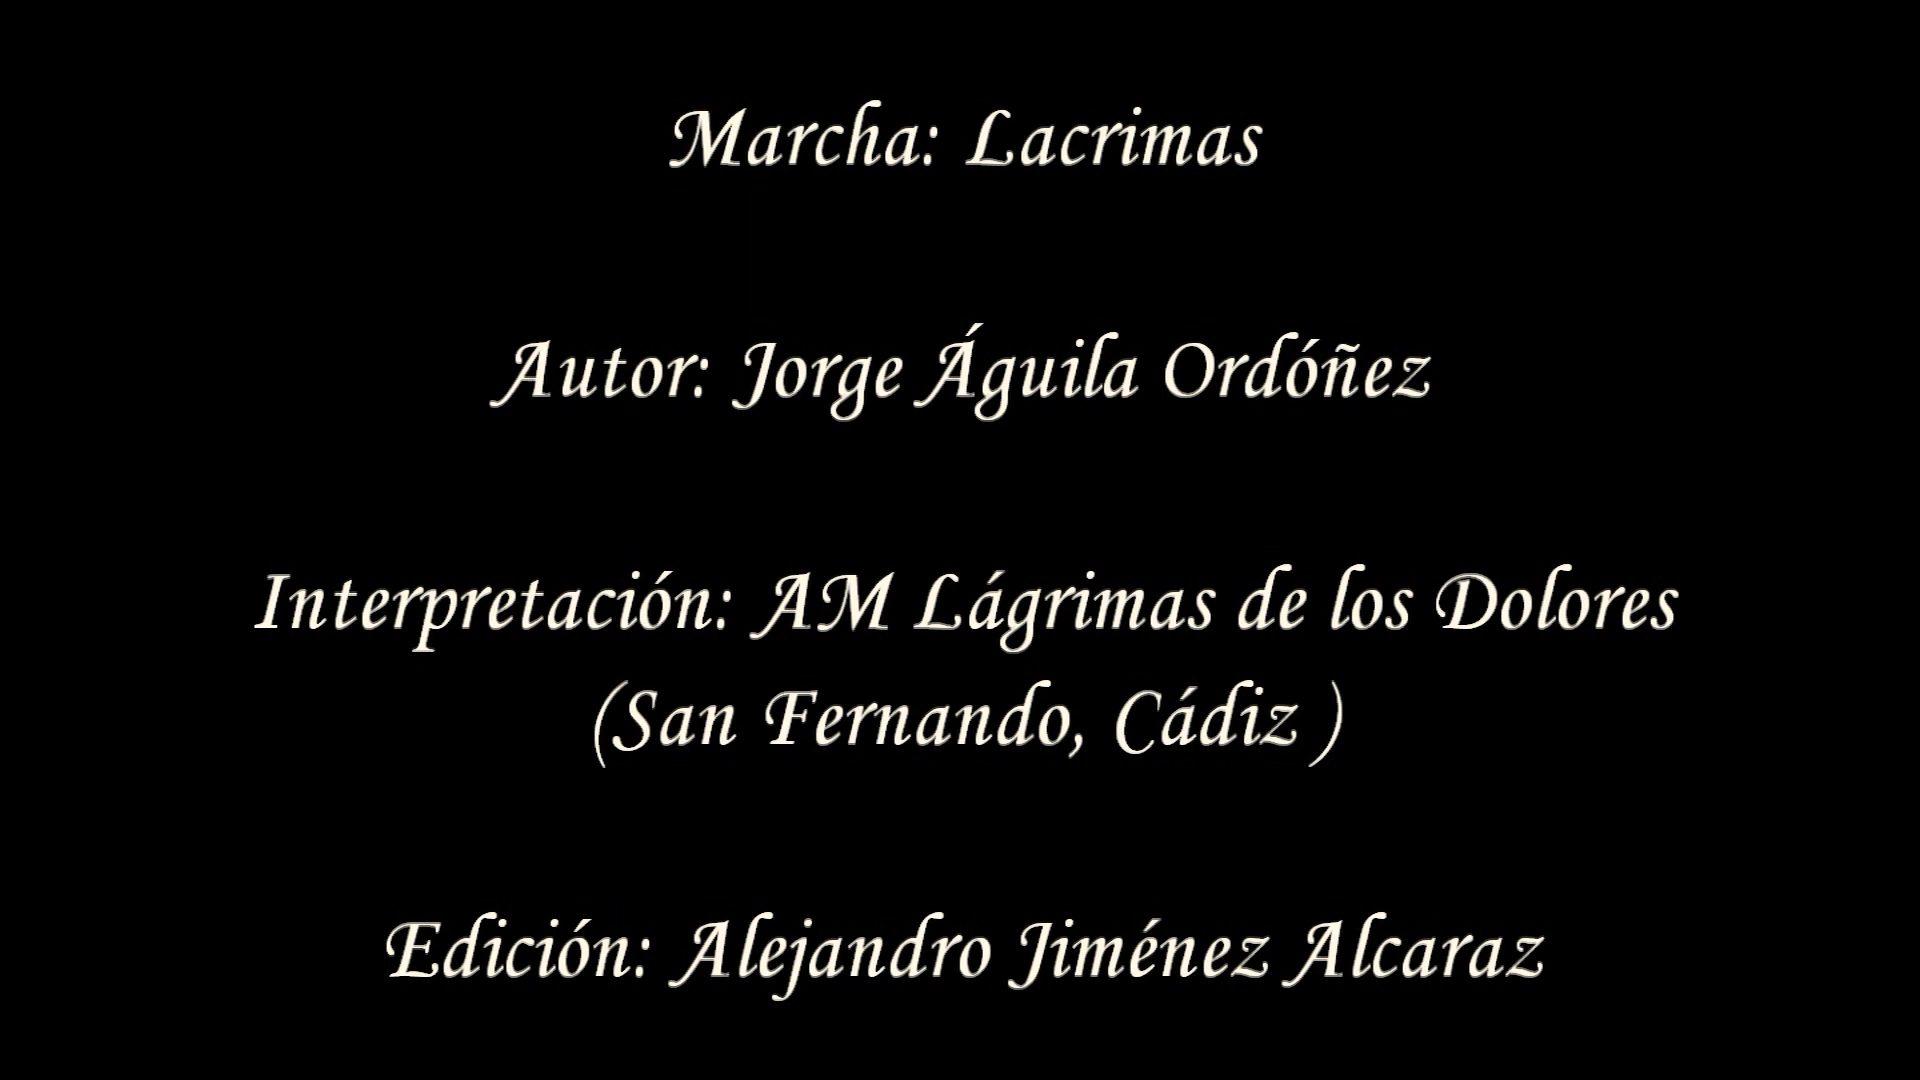 Marcha: Lacrimas
Autor: Jorge Águila Ordóñez
Interpretación: AM Lágrimas de los Dolores
(San Fernando, Cádiz )
Edición: Alejandro Jiménez Alcaraz